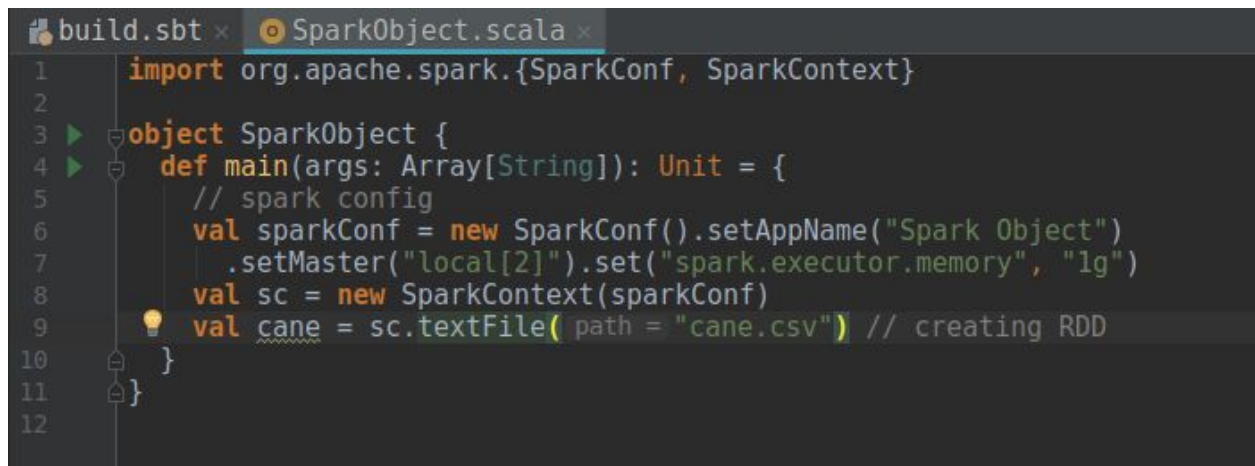 build.sbt × SparkObject.scala ×
1 import org.apache.spark.{SparkConf, SparkContext}
2
3 object SparkObject {
4 def main(args: Array[String]): Unit = {
5 // spark config
6 val sparkConf = new SparkConf().setAppName("Spark Object")
7 .setMaster("local[2]").set("spark.executor.memory", "1g")
8 val sc = new SparkContext(sparkConf)
9 val cane = sc.textFile( path = "cane.csv") // creating RDD
10 }
11 }
12